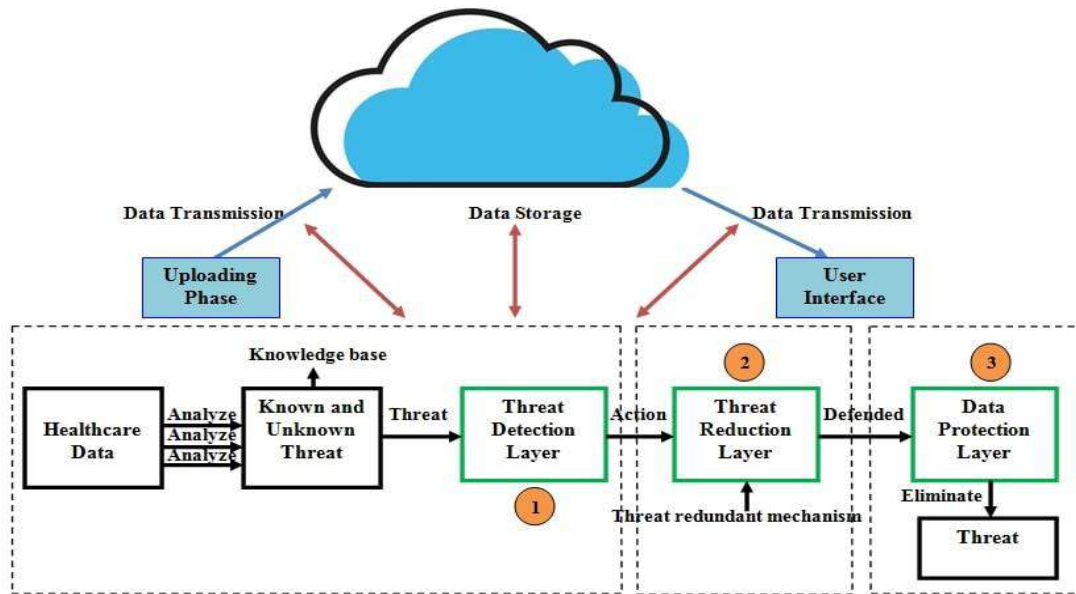 Data Transmission
Data Storage
Data Transmission
Uploading
Phase
User
Interface
Knowledge base
2
3
Healthcare
Data
Analyze
Analyze
Analyze
Known and
Unknown
Threat
Threat
Threat
Detection
Layer
1
Action
Threat
Reduction
Layer
Threat redundant mechanism
Defended
Data
Protection
Layer
Eliminate
Threat